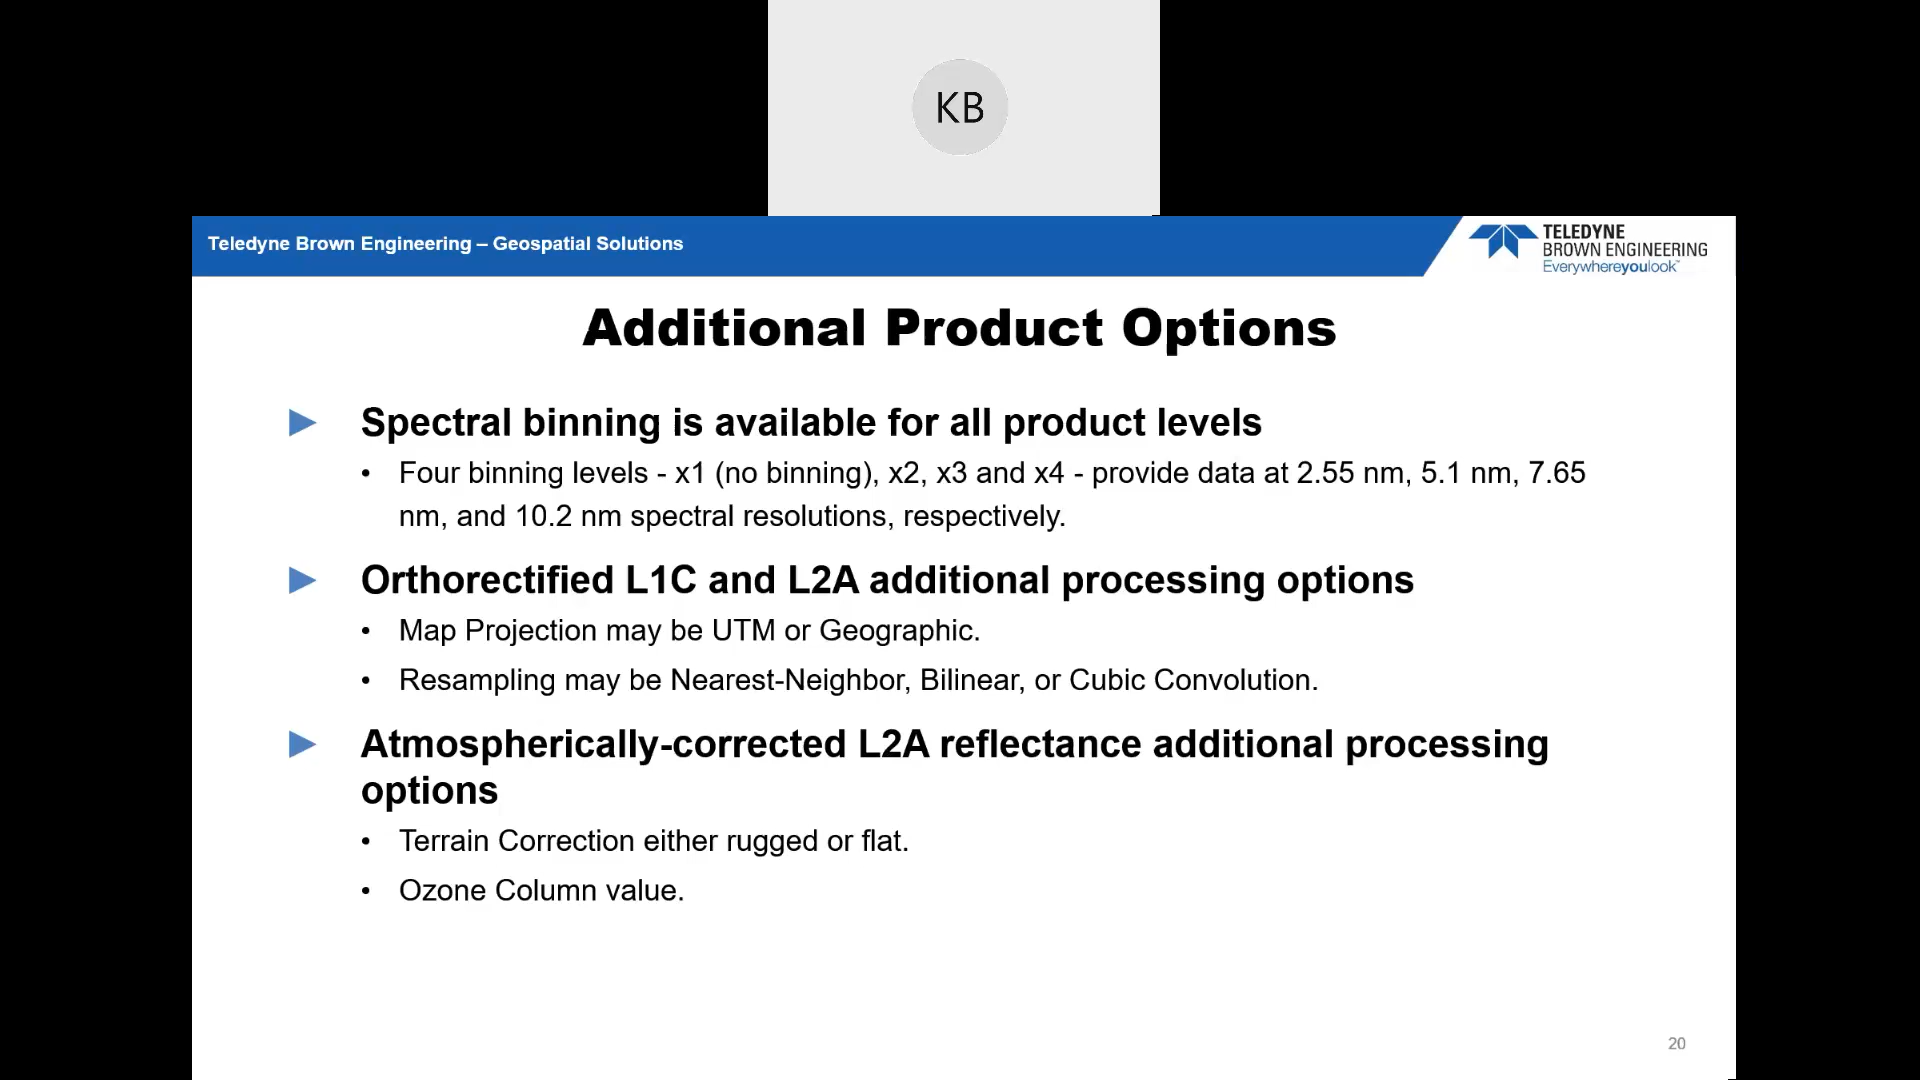 KB
Teledyne Brown Engineering – Geospatial Solutions
TELEDYNE
BROWN ENGINEERING
Everywhereyoulook™
Additional Product Options
► Spectral binning is available for all product levels
• Four binning levels - x1 (no binning), x2, x3 and x4 - provide data at 2.55 nm, 5.1 nm, 7.65
nm, and 10.2 nm spectral resolutions, respectively.
► Orthorectified L1C and L2A additional processing options
• Map Projection may be UTM or Geographic.
• Resampling may be Nearest-Neighbor, Bilinear, or Cubic Convolution.
► Atmospherically-corrected L2A reflectance additional processing
options
• Terrain Correction either rugged or flat.
• Ozone Column value.
20